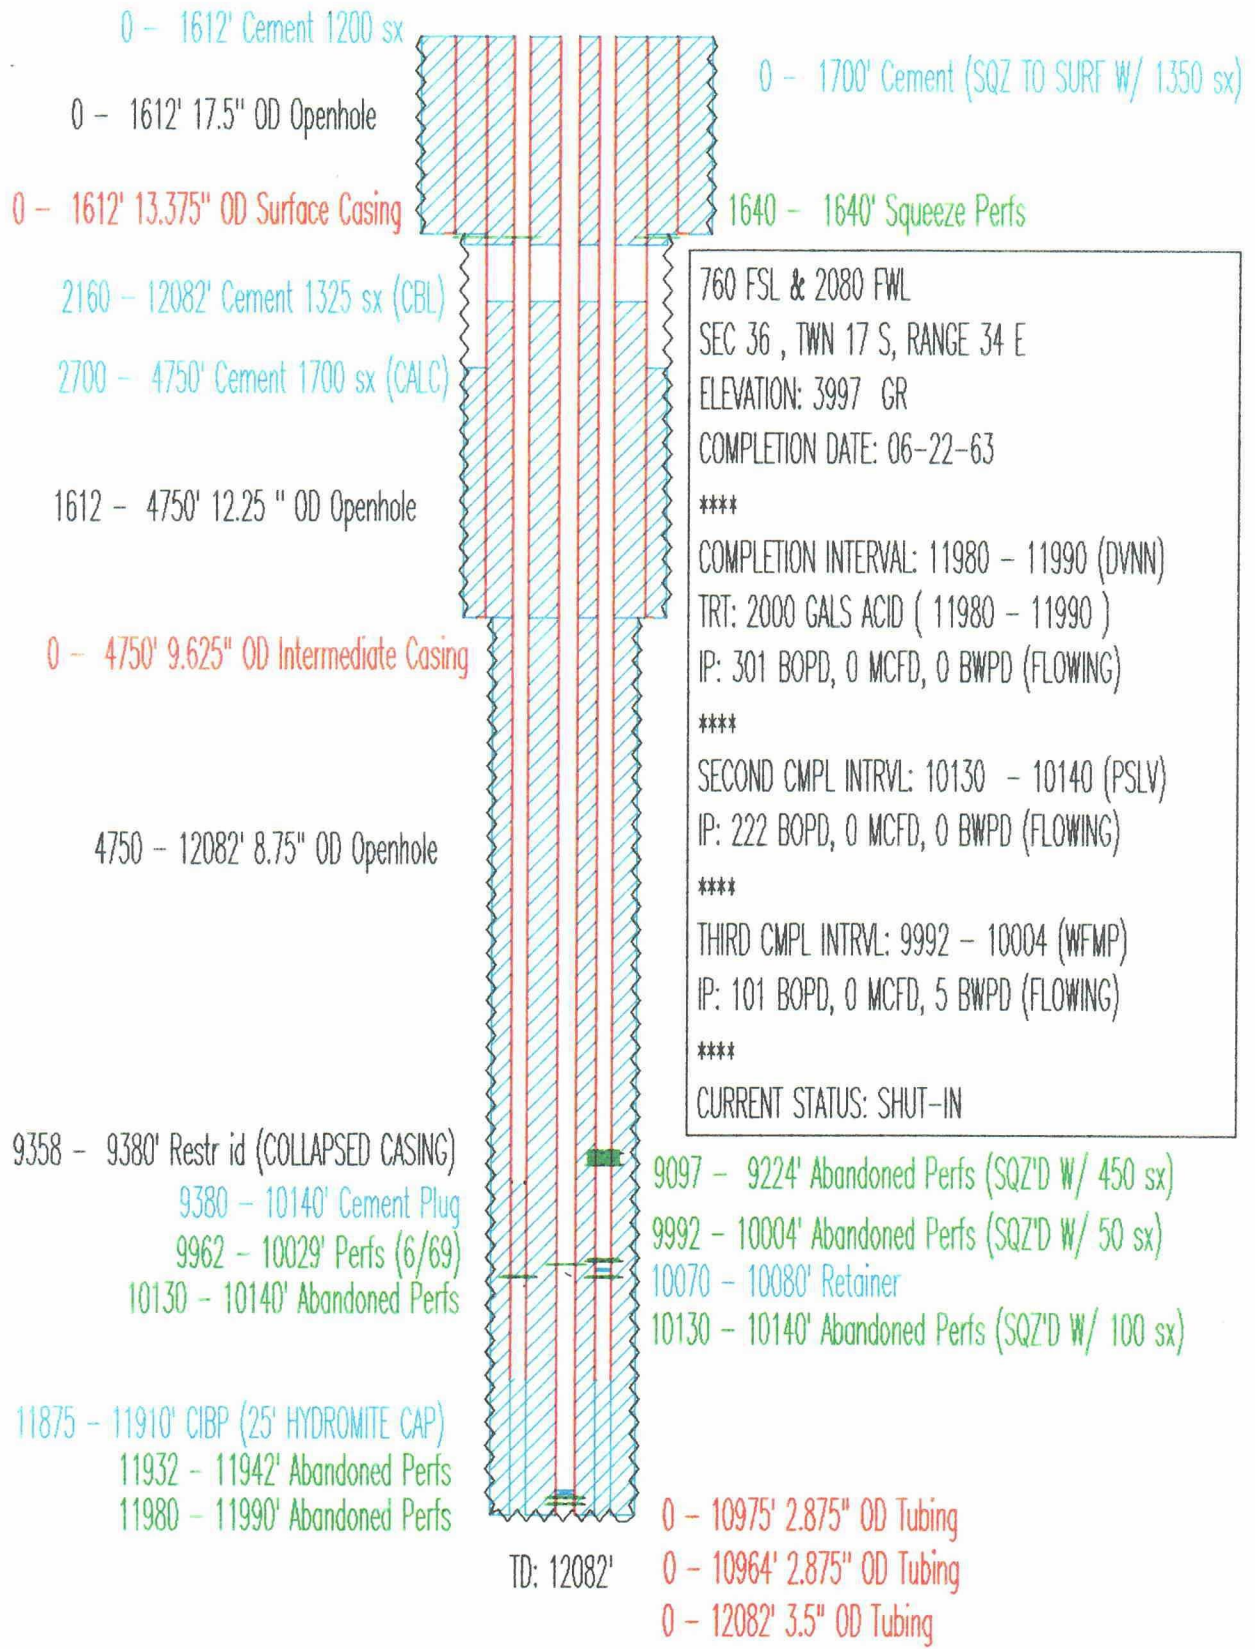 0 - 1612' Cement 1200 sx
0 - 1700' Cement (SQZ TO SURF W/ 1350 sx)
0 - 1612' 17.5" OD Openhole
0 - 1612' 13.375" OD Surface Casing
1640 - 1640' Squeeze Perfs
2160 - 12082' Cement 1325 sx (CBL)
2700 - 4750' Cement 1700 sx (CALC)
1612 - 4750' 12.25 " OD Openhole
0 - 4750' 9.625" OD Intermediate Casing
4750 - 12082' 8.75" OD Openhole
760 FSL & 2080 FWL
SEC 36 , TWN 17 S, RANGE 34 E
ELEVATION: 3997 GR
COMPLETION DATE: 06-22-63
****
COMPLETION INTERVAL: 11980 - 11990 (DVNN)
TRT: 2000 GALS ACID ( 11980 - 11990 )
IP: 301 BOPD, 0 MCFD, 0 BWPD (FLOWING)
****
SECOND CMPL INTRVL: 10130 - 10140 (PSLV)
IP: 222 BOPD, 0 MCFD, 0 BWPD (FLOWING)
****
THIRD CMPL INTRVL: 9992 - 10004 (WFMP)
IP: 101 BOPD, 0 MCFD, 5 BWPD (FLOWING)
****
CURRENT STATUS: SHUT-IN
9358 - 9380' Restr id (COLLAPSED CASING)
9380 - 10140' Cement Plug
9962 - 10029' Perfs (6/69)
10130 - 10140' Abandoned Perfs
9097 - 9224' Abandoned Perfs (SQZ'D W/ 450 sx)
9992 - 10004' Abandoned Perfs (SQZ'D W/ 50 sx)
10070 - 10080' Retainer
10130 - 10140' Abandoned Perfs (SQZ'D W/ 100 sx)
11875 - 11910' CIBP (25' HYDROMITE CAP)
11932 - 11942' Abandoned Perfs
11980 - 11990' Abandoned Perfs
TD: 12082'
0 - 10975' 2.875" OD Tubing
0 - 10964' 2.875" OD Tubing
0 - 12082' 3.5" OD Tubing